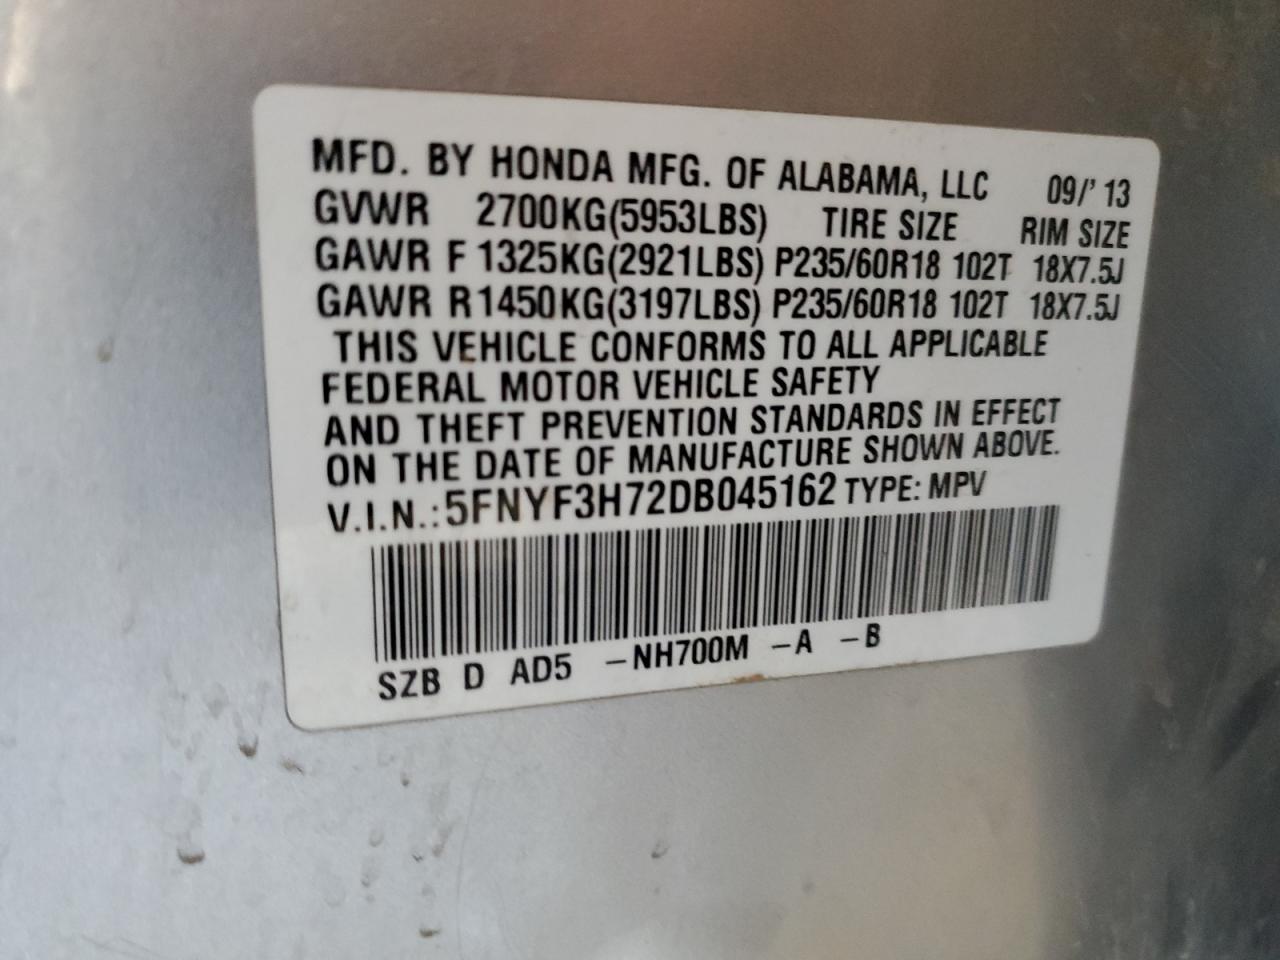 MFD. BY HONDA MFG. OF ALABAMA, LLC 09/' 13
GVWR 2700KG(5953LBS) TIRE SIZE RIM SIZE
GAWR F 1325KG(2921LBS) P235/60R18 102T 18X7.5J
GAWR R 1450KG(3197LBS) P235/60R18 102T 18X7.5J
THIS VEHICLE CONFORMS TO ALL APPLICABLE
FEDERAL MOTOR VEHICLE SAFETY
AND THEFT PREVENTION STANDARDS IN EFFECT
ON THE DATE OF MANUFACTURE SHOWN ABOVE.
V.I.N.: 5FNYF3H72DB045162 TYPE: MPV
SZB D AD5 -NH700M -A -B